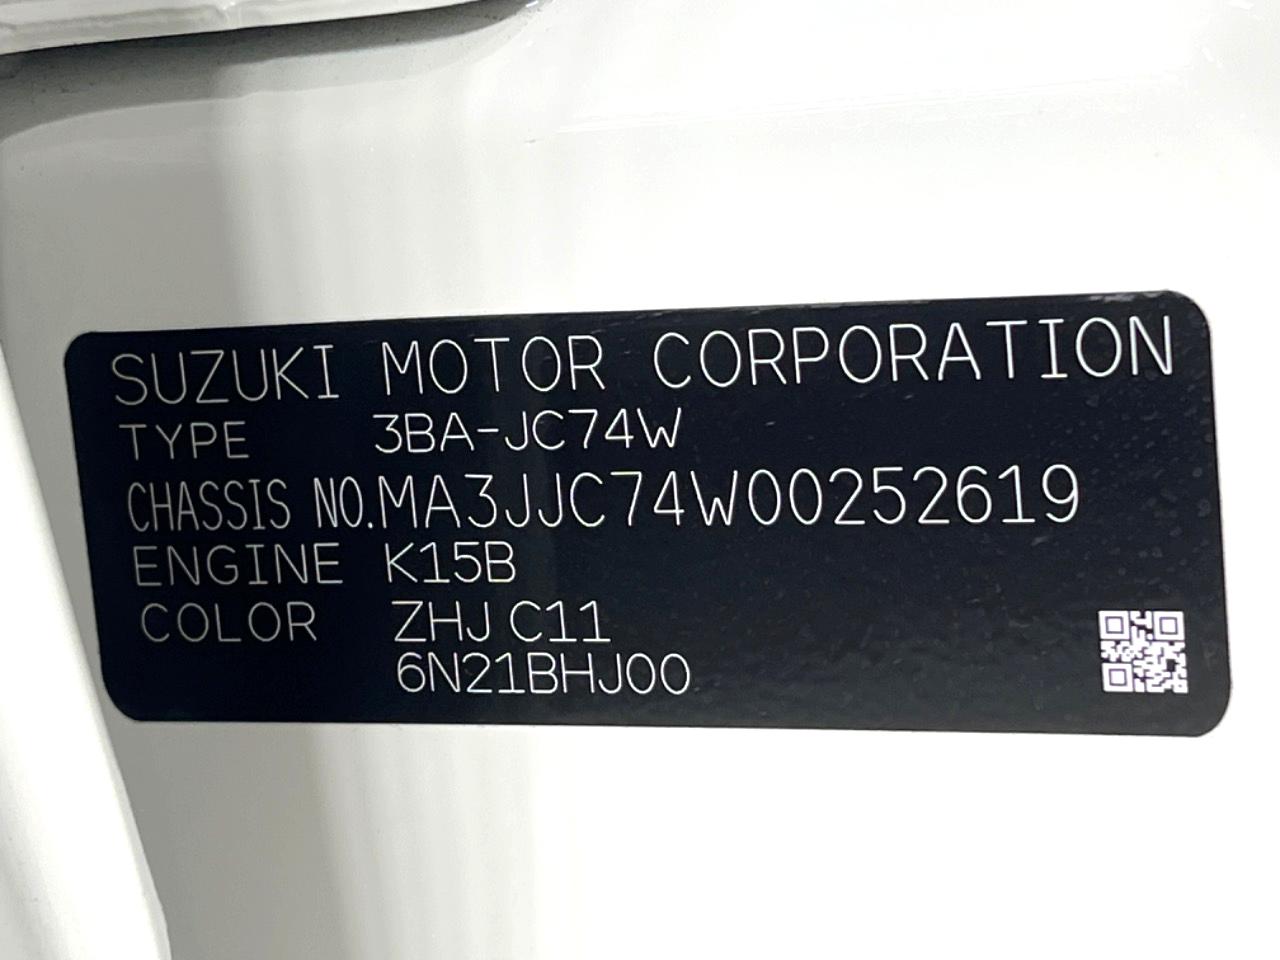 SUZUKI MOTOR CORPORATION
TYPE 3BA-JC74W
CHASSIS NO.MA3JJC74W00252619
ENGINE K15B
COLOR ZHJ C11
6N21BHJ00